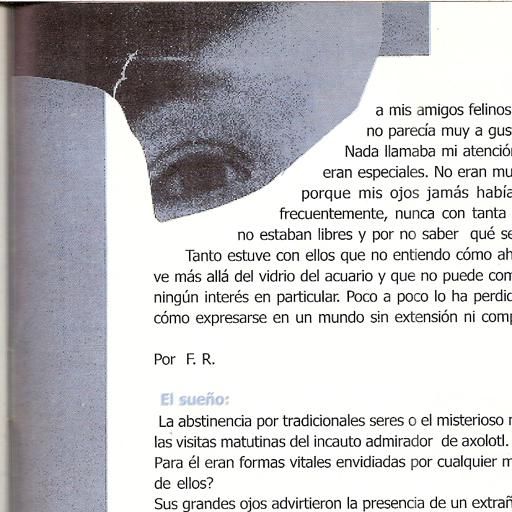 a mis amigos felinos
no parecía muy a gus
Nada llamaba mi atenció
eran especiales. No eran mu
porque mis ojos jamás había
frecuentemente, nunca con tanta
no estaban libres y por no saber qué se
Tanto estuve con ellos que no entiendo cómo ah
ve más allá del vidrio del acuario y que no puede com
ningún interés en particular. Poco a poco lo ha perdid
cómo expresarse en un mundo sin extensión ni comp
Por F. R.
El sueño:
La abstinencia por tradicionales seres o el misterioso
las visitas matutinas del incauto admirador de axolotl.
Para él eran formas vitales envidiadas por cualquier m
de ellos?
Sus grandes ojos advirtieron la presencia de un extrañ